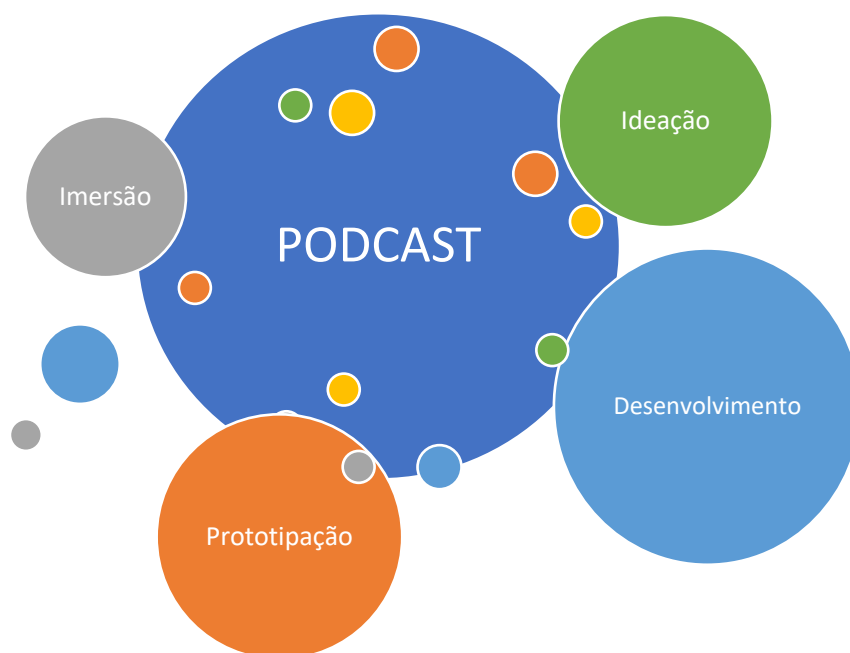 Ideação
Imersão
PODCAST
Desenvolvimento
Prototipação